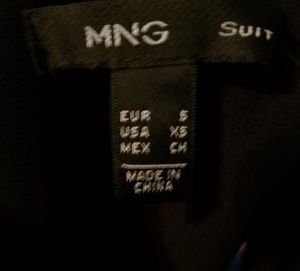 MNG SUIT
EUR S
USA XS
MEX CH
MADE IN
CHINA